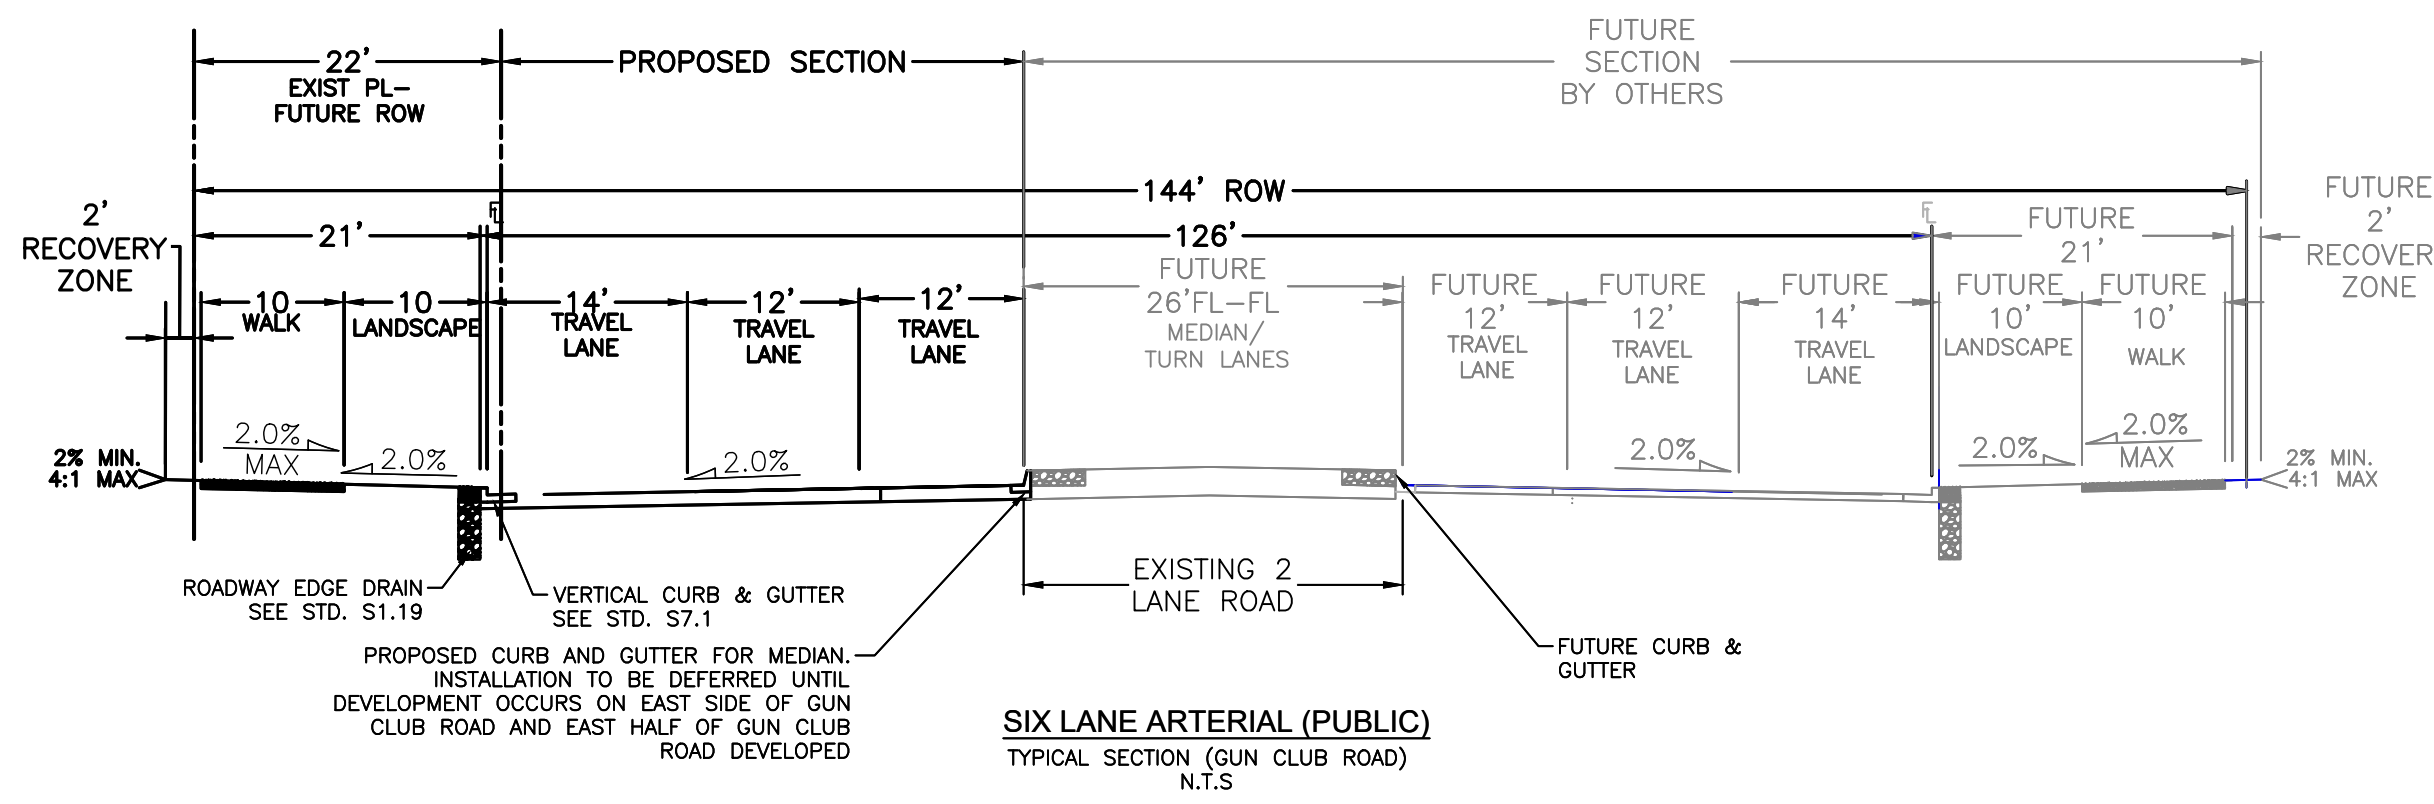 22'
EXIST PL-
FUTURE ROW
PROPOSED SECTION
FUTURE
SECTION
BY OTHERS
144' ROW
2'
RECOVERY
ZONE
21'
FL
126'
FL
FUTURE
21'
FUTURE
2'
RECOVER
ZONE
10
WALK
10
LANDSCAPE
14'
TRAVEL
LANE
12'
TRAVEL
LANE
12'
TRAVEL
LANE
FUTURE
26'FL-FL
MEDIAN/
TURN LANES
FUTURE
12'
TRAVEL
LANE
FUTURE
12'
TRAVEL
LANE
FUTURE
14'
TRAVEL
LANE
FUTURE
10'
LANDSCAPE
FUTURE
10'
WALK
2% MIN.
4:1 MAX
2.0%
MAX
2.0%
2.0%
2.0%
2.0%
2.0%
MAX
2% MIN.
4:1 MAX
ROADWAY EDGE DRAIN
SEE STD. S1.19
VERTICAL CURB & GUTTER
SEE STD. S7.1
EXISTING 2
LANE ROAD
PROPOSED CURB AND GUTTER FOR MEDIAN.
INSTALLATION TO BE DEFERRED UNTIL
DEVELOPMENT OCCURS ON EAST SIDE OF GUN
CLUB ROAD AND EAST HALF OF GUN CLUB
ROAD DEVELOPED
FUTURE CURB &
GUTTER
SIX LANE ARTERIAL (PUBLIC)
TYPICAL SECTION (GUN CLUB ROAD)
N.T.S